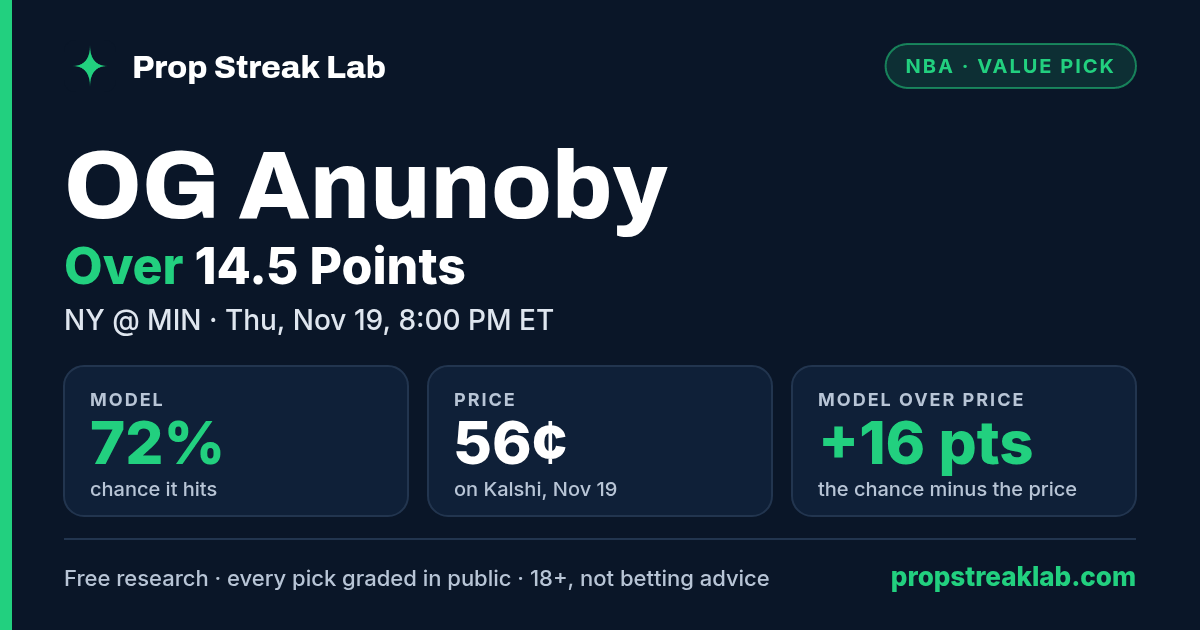 Prop Streak Lab
NBA · VALUE PICK
OG Anunoby
Over 14.5 Points
NY @ MIN · Thu, Nov 19, 8:00 PM ET
MODEL
72%
chance it hits
PRICE
56¢
on Kalshi, Nov 19
MODEL OVER PRICE
+16 pts
the chance minus the price
Free research · every pick graded in public · 18+, not betting advice
propstreaklab.com